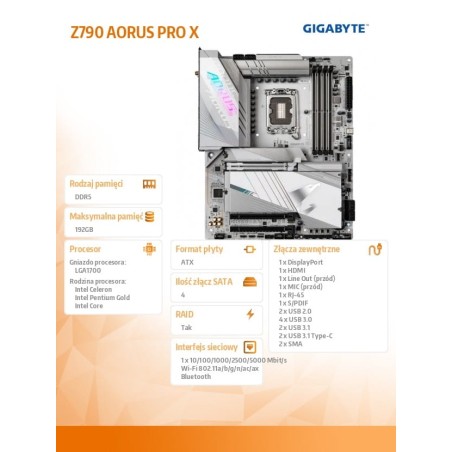 Z790 AORUS PRO X
GIGABYTE™
Rodzaj pamięci
DDR5
Maksymalna pamięć
192GB
Procesor
Gniazdo procesora:
LGA1700
Rodzina procesora:
Intel Celeron
Intel Pentium Gold
Intel Core
Format płyty
ATX
Ilość złącz SATA
4
RAID
Tak
Interfejs sieciowy
1 x 10/100/1000/2500/5000 Mbit/s
Wi-Fi 802.11a/b/g/n/ac/ax
Bluetooth
Złącza zewnętrzne
1 x DisplayPort
1 x HDMI
1 x Line Out (przód)
1 x MIC (przód)
1 x RJ-45
1 x S/PDIF
2 x USB 2.0
4 x USB 3.0
2 x USB 3.1
1 x USB 3.1 Type-C
2 x SMA